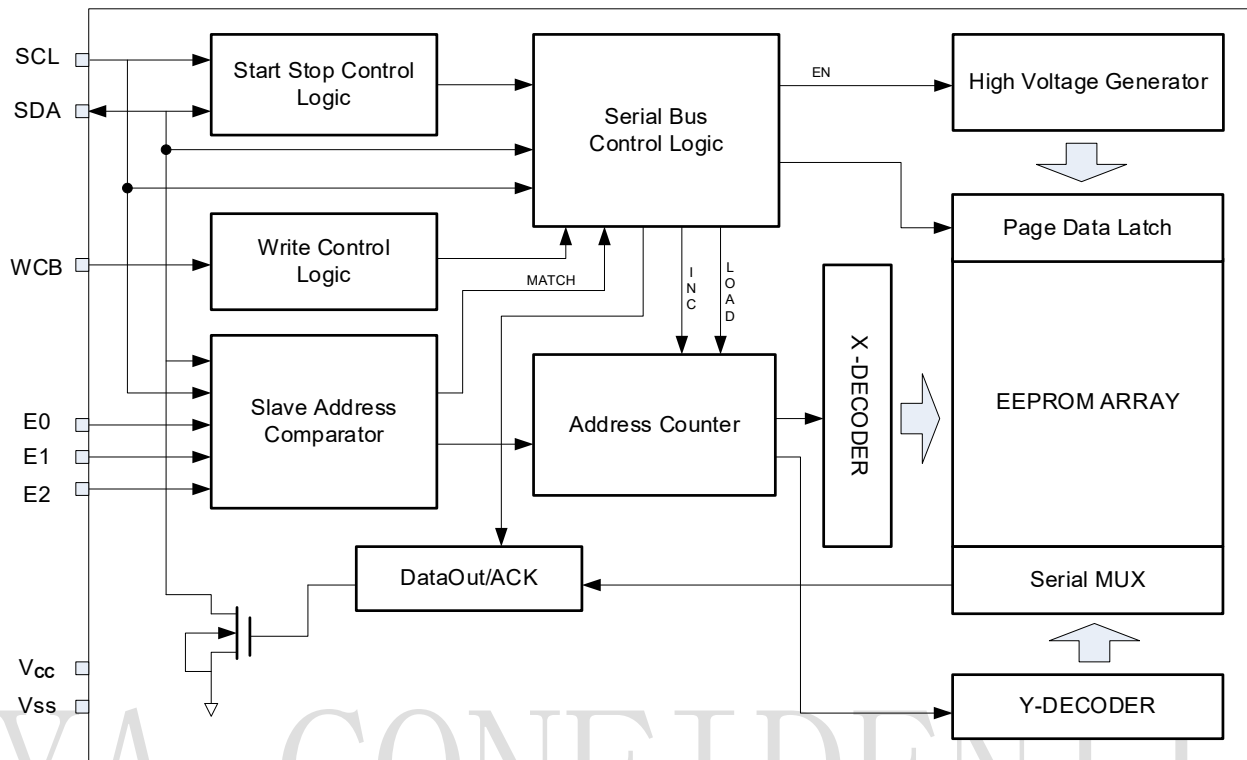 SCL
SDA
WCB
E0
E1
E2
Vcc
Vss
Start Stop Control
Logic
Write Control
Logic
Slave Address
Comparator
Serial Bus
Control Logic
MATCH
INC
LOAD
Address Counter
DataOut/ACK
X-DECODER
EN
High Voltage Generator
Page Data Latch
EEPROM ARRAY
Serial MUX
Y-DECODER